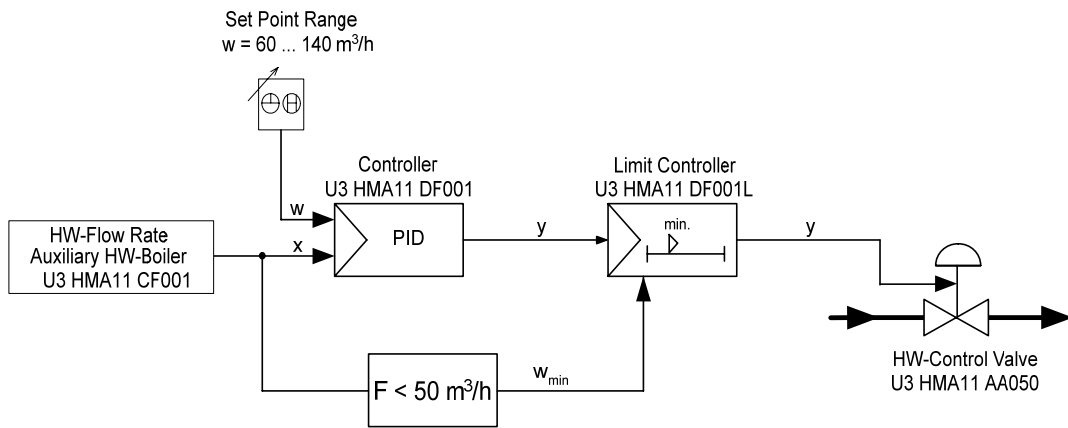 Set Point Range
w = 60 ... 140 m³/h
H
Controller
U3 HMA11 DF001
Limit Controller
U3 HMA11 DF001L
w
min.
HW-Flow Rate
Auxiliary HW-Boiler
U3 HMA11 CF001
x
PID
y
y
F < 50 m³/h
wmin
HW-Control Valve
U3 HMA11 AA050